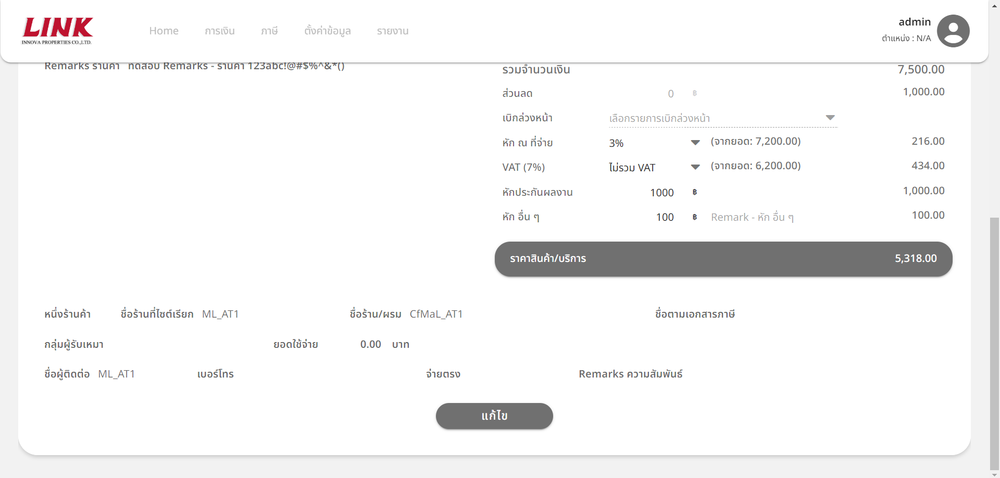 LINK
INNOVA PROPERTIES CO.,LTD.
Home การเงิน ภาษี ตั้งค่าข้อมูล รายงาน
admin
ตำแหน่ง : N/A
Remarks ร้านค้า ทดสอบ Remarks - ร้านค้า 123abc!@#$%^&*()
รวมจำนวนเงิน 7,500.00
ส่วนลด 0 ฿ 1,000.00
เบิกล่วงหน้า เลือกรายการเบิกล่วงหน้า
หัก ณ ที่จ่าย 3% (จากยอด: 7,200.00) 216.00
VAT (7%) ไม่รวม VAT (จากยอด: 6,200.00) 434.00
หักประกันผลงาน 1000 ฿ 1,000.00
หัก อื่น ๆ 100 ฿ Remark - หัก อื่น ๆ 100.00
ราคาสินค้า/บริการ 5,318.00
หนึ่งร้านค้า ชื่อร้านที่ไซต์เรียก ML_AT1 ชื่อร้าน/ผรม CfMaL_AT1 ชื่อตามเอกสารภาษี
กลุ่มผู้รับเหมา ยอดใช้จ่าย 0.00 บาท
ชื่อผู้ติดต่อ ML_AT1 เบอร์โทร จ่ายตรง Remarks ความสัมพันธ์
แก้ไข